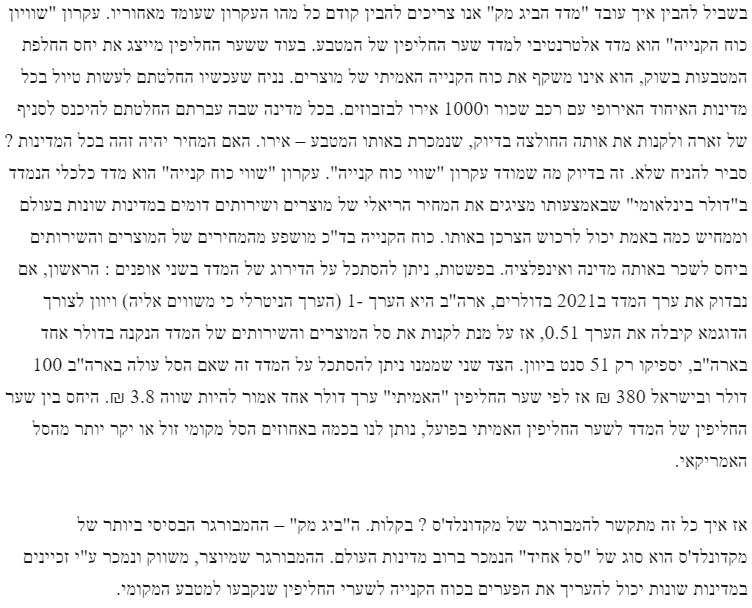 בשביל להבין איך עובד "מדד הביג מק" אנו צריכים להבין קודם כל מהו העקרון שעומד מאחוריו. עקרון "שוויון
כוח הקנייה" הוא מדד אלטרנטיבי למדד שער החליפין של המטבע. בעוד ששער החליפין מייצג את יחס החלפת
המטבעות בשוק, הוא אינו משקף את כוח הקנייה האמיתי של מוצרים. נניח שעכשיו החלטתם לעשות טיול בכל
מדינות האיחוד האירופי עם רכב שכור ו1000 אירו לבזבוזים. בכל מדינה שבה עברתם החלטתם להיכנס לסניף
של זארה ולקנות את אותה החולצה בדיוק, שנמכרת באותו המטבע – אירו. האם המחיר יהיה זהה בכל המדינות ?
סביר להניח שלא. זה בדיוק מה שמודד עקרון "שווי כוח קנייה". עקרון "שווי כוח קנייה" הוא מדד כלכלי הנמדד
ב"דולר בינלאומי" שבאמצעותו מציגים את המחיר הריאלי של מוצרים ושירותים דומים במדינות שונות בעולם
וממחיש כמה באמת יכול לרכוש הצרכן באותו. כוח הקנייה בד"כ מושפע מהמחירים של המוצרים והשירותים
ביחס לשכר באותה מדינה ואינפלציה. בפשטות, ניתן להסתכל על הדירוג של המדד בשני אופנים : הראשון, אם
נבדוק את ערך המדד ב2021 בדולרים, ארה"ב היא הערך -1 (הערך הניטרלי כי משווים אליה) ויוון לצורך
הדוגמא קיבלה את הערך 0.51, אז על מנת לקנות את סל המוצרים והשירותים של המדד הנקנה בדולר אחד
בארה"ב, יספיקו רק 51 סנט ביוון. הצד שני שממנו ניתן להסתכל על המדד זה שאם הסל עולה בארה"ב 100
דולר ובישראל 380 ₪ אז לפי שער החליפין "האמיתי" ערך דולר אחד אמור להיות שווה 3.8 ₪. היחס בין שער
החליפין של המדד לשער החליפין האמיתי בפועל, נותן לנו בכמה באחוזים הסל מקומי זול או יקר יותר מהסל
האמריקאי.
אז איך כל זה מתקשר להמבורגר של מקדונלד'ס ? בקלות. ה"ביג מק" – ההמבורגר הבסיסי ביותר של
מקדונלד'ס הוא סוג של "סל אחיד" הנמכר ברוב מדינות העולם. ההמבורגר שמיוצר, משווק ונמכר ע"י זכיינים
במדינות שונות יכול להעריך את הפערים בכוח הקנייה לשערי החליפין שנקבעו למטבע המקומי.